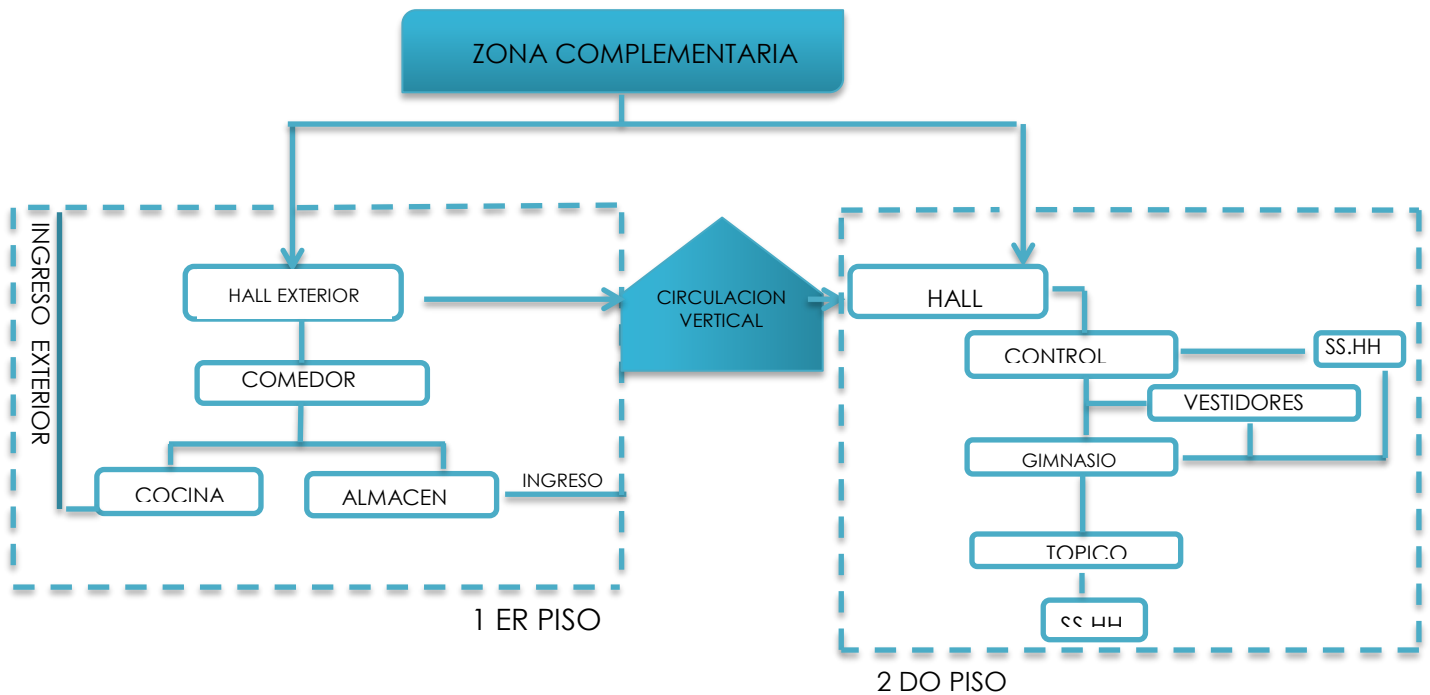 ZONA COMPLEMENTARIA
INGRESO EXTERIOR
HALL EXTERIOR
COMEDOR
COCINA
ALMACEN
INGRESO
1 ER PISO
CIRCULACION
VERTICAL
HALL
CONTROL
SS.HH
VESTIDORES
GIMNASIO
TOPICO
SS.HH
2 DO PISO